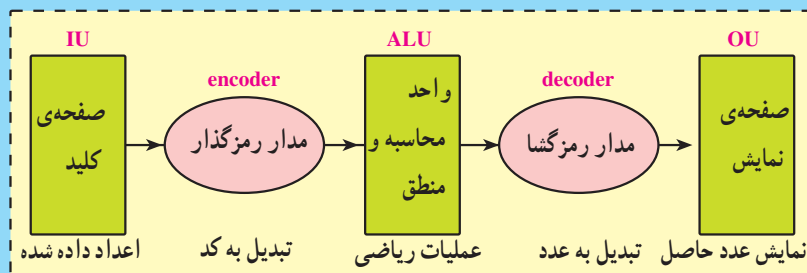 IU
ALU
OU
encoder
decoder
صفحه‌ی
کلید
مدار رمزگذار
واحد
محاسبه و
منطق
مدار رمزگشا
صفحه‌ی
نمایش
اعداد داده شده
تبدیل به کد
عملیات ریاضی
تبدیل به عدد
نمایش عدد حاصل